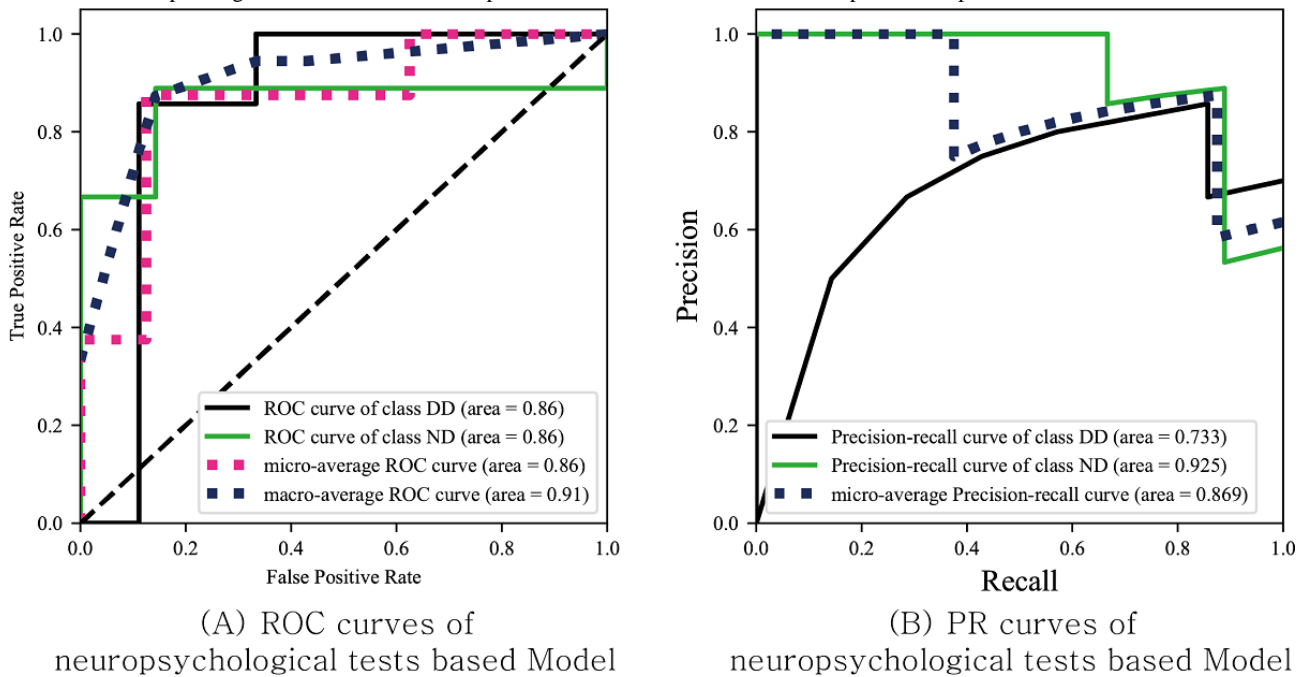 1.0
0.8
0.6
0.4
0.2
0.0
True Positive Rate
ROC curve of class DD (area = 0.86)
ROC curve of class ND (area = 0.86)
micro-average ROC curve (area = 0.86)
macro-average ROC curve (area = 0.91)
0.0 0.2 0.4 0.6 0.8 1.0
False Positive Rate
(A) ROC curves of
neuropsychological tests based Model
1.0
0.8
0.6
0.4
0.2
0.0
Precision
Precision-recall curve of class DD (area = 0.733)
Precision-recall curve of class ND (area = 0.925)
micro-average Precision-recall curve (area = 0.869)
0.0 0.2 0.4 0.6 0.8 1.0
Recall
(B) PR curves of
neuropsychological tests based Model